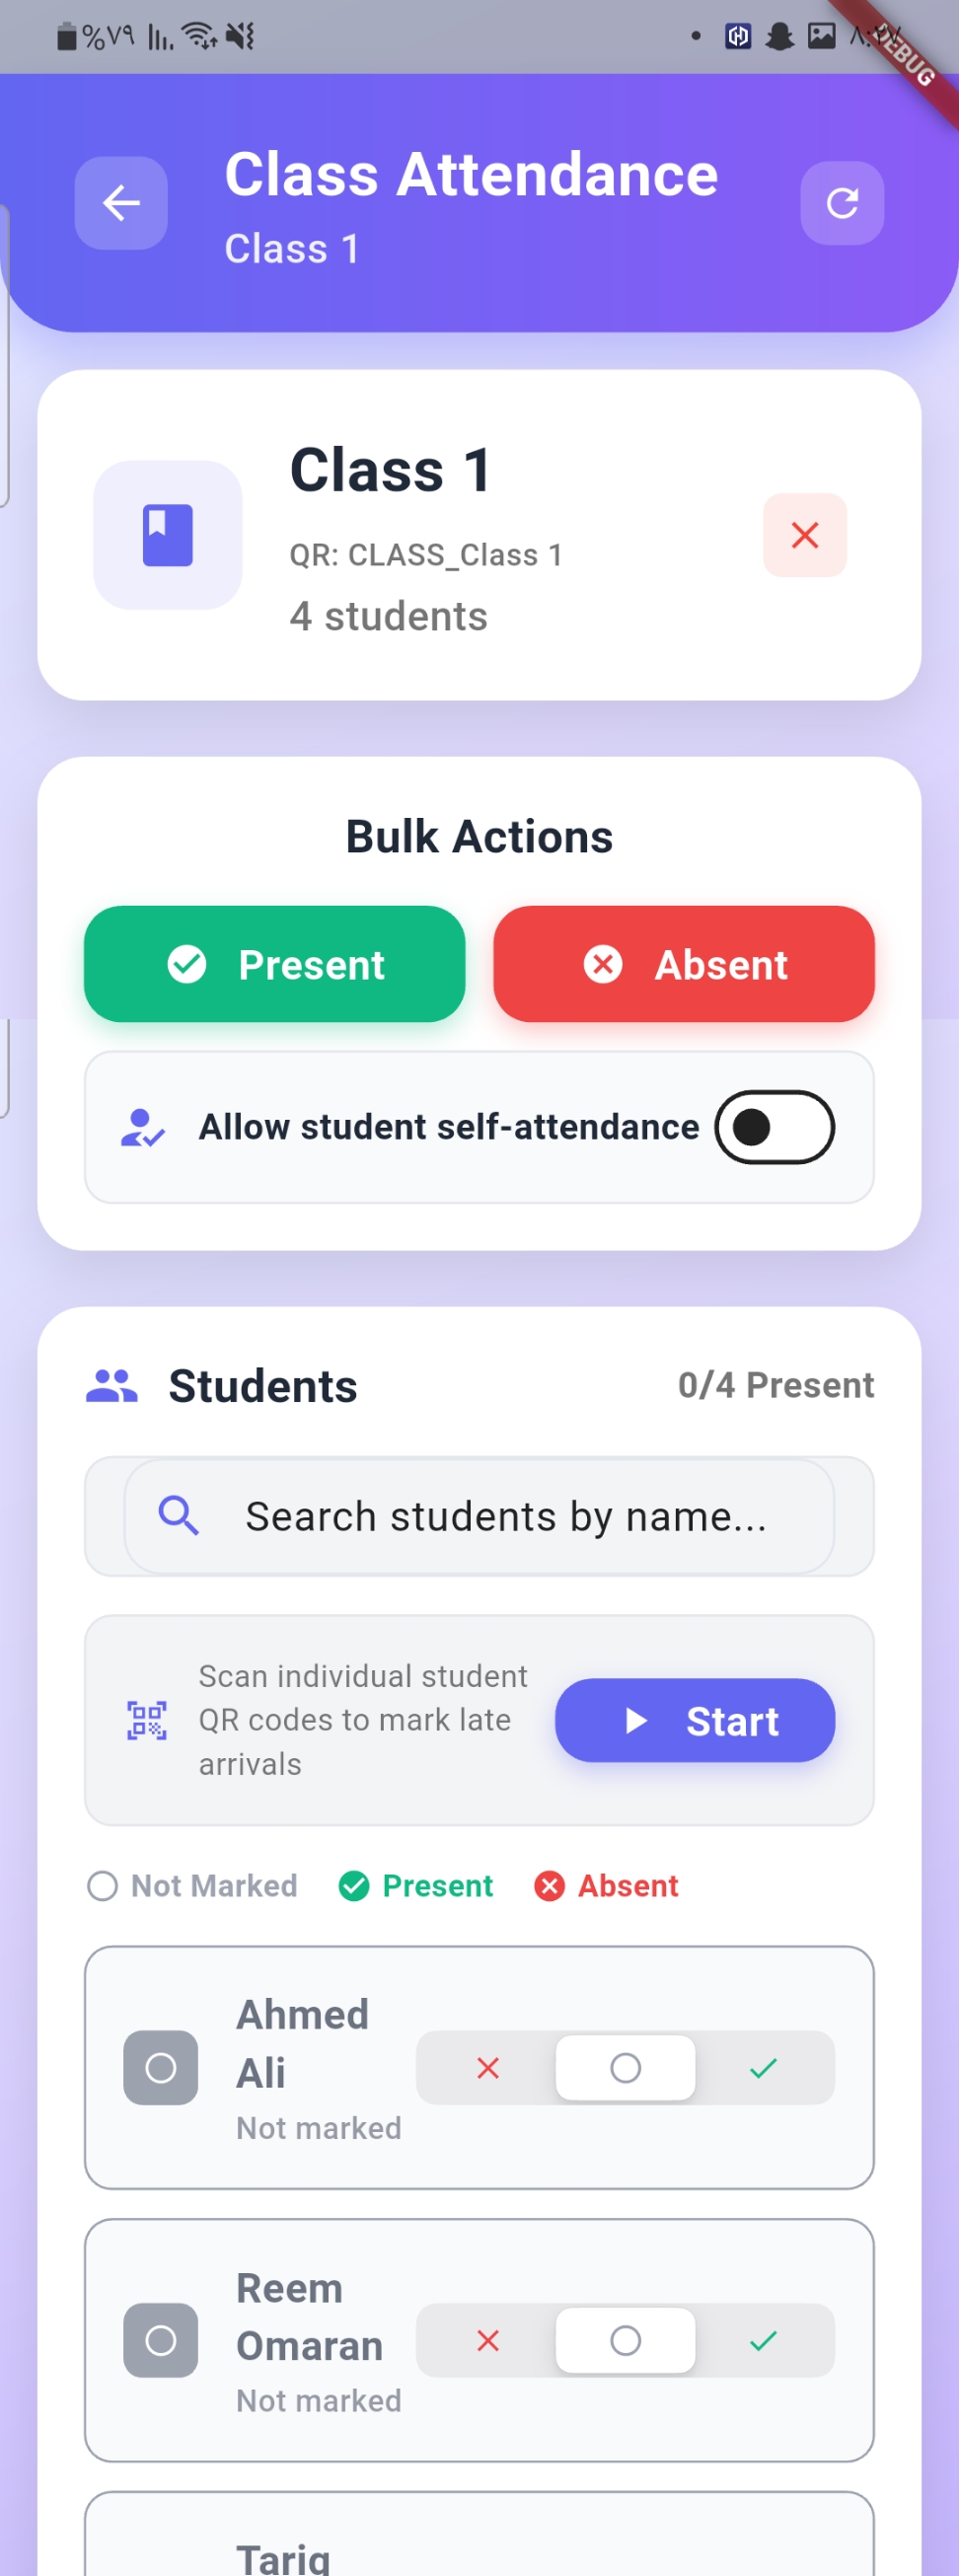 %٧٩
DEBUG
Class Attendance
Class 1
Class 1
QR: CLASS_Class 1
4 students
Bulk Actions
Present Absent
Allow student self-attendance
Students 0/4 Present
Search students by name...
Scan individual student
QR codes to mark late
arrivals
Start
Not Marked Present Absent
Ahmed
Ali
Not marked
Reem
Omaran
Not marked
Tariq